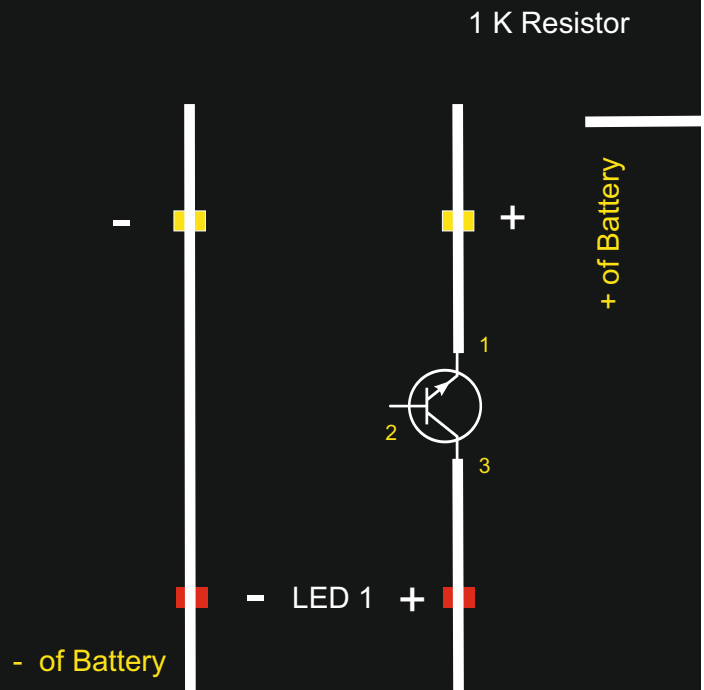 1 K Resistor
+ of Battery
- +
1
2
3
- LED 1 +
- of Battery